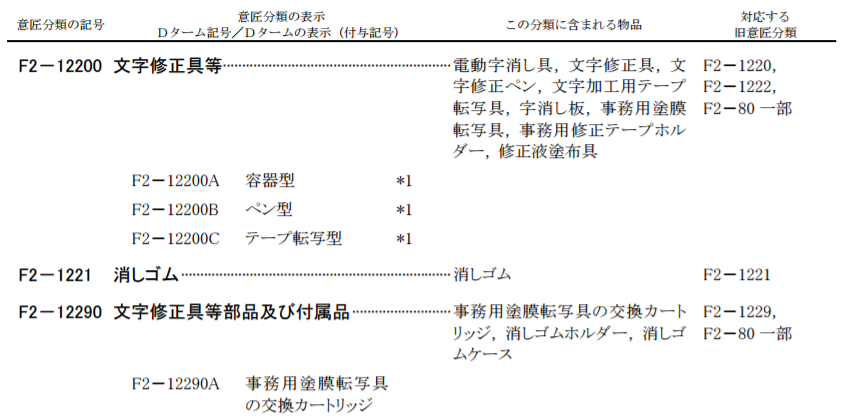 意匠分類の記号 意匠分類の表示 この分類に含まれる物品 対応する
Dターム記号／Dタームの表示（付与記号） 旧意匠分類
F2－12200 文字修正具等 電動字消し具，文字修正具，文 F2－1220，
字修正ペン，文字加工用テープ F2－1222，
転写具，字消し板，事務用塗膜 F2－80 一部
転写具，事務用修正テープホル
ダー，修正液塗布具
F2－12200A 容器型 *1
F2－12200B ペン型 *1
F2－12200C テープ転写型 *1
F2－1221 消しゴム 消しゴム F2－1221
F2－12290 文字修正具等部品及び付属品 事務用塗膜転写具の交換カート F2－1229，
リッジ，消しゴムホルダー，消しゴ F2－80 一部
ムケース
F2－12290A 事務用塗膜転写具
の交換カートリッジ